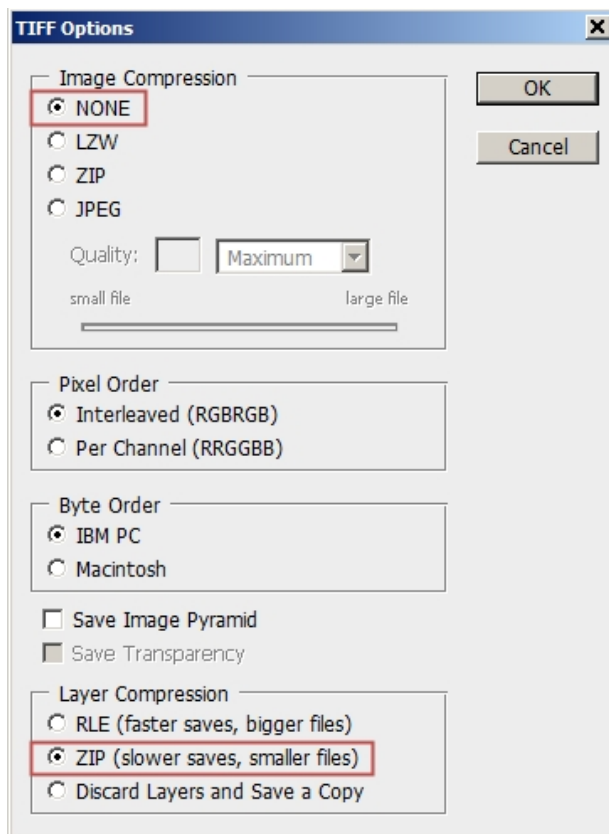 TIFF Options
Image Compression
NONE
LZW
ZIP
JPEG
Quality:
Maximum
small file
large file
OK
Cancel
Pixel Order
Interleaved (RGBRGB)
Per Channel (RRGGBB)
Byte Order
IBM PC
Macintosh
Save Image Pyramid
Save Transparency
Layer Compression
RLE (faster saves, bigger files)
ZIP (slower saves, smaller files)
Discard Layers and Save a Copy